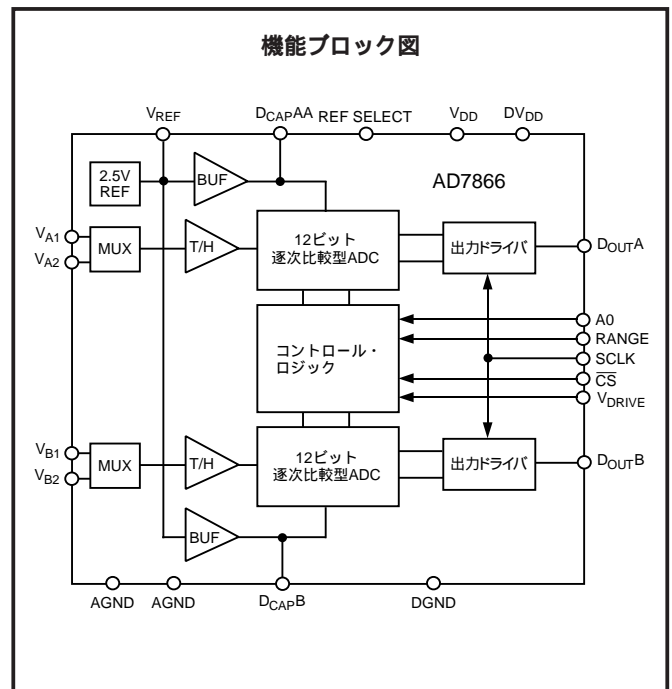 機能ブロック図
VREF
DCAPAA
REF SELECT
VDD
DVDD
2.5V
REF
BUF
AD7866
VA1
VA2
MUX
T/H
12ビット
逐次比較型ADC
出力ドライバ
DOUTA
コントロール・
ロジック
A0
RANGE
SCLK
CS
VDRIVE
VB1
VB2
MUX
T/H
12ビット
逐次比較型ADC
出力ドライバ
DOUTB
BUF
AGND
AGND
DCAPB
DGND